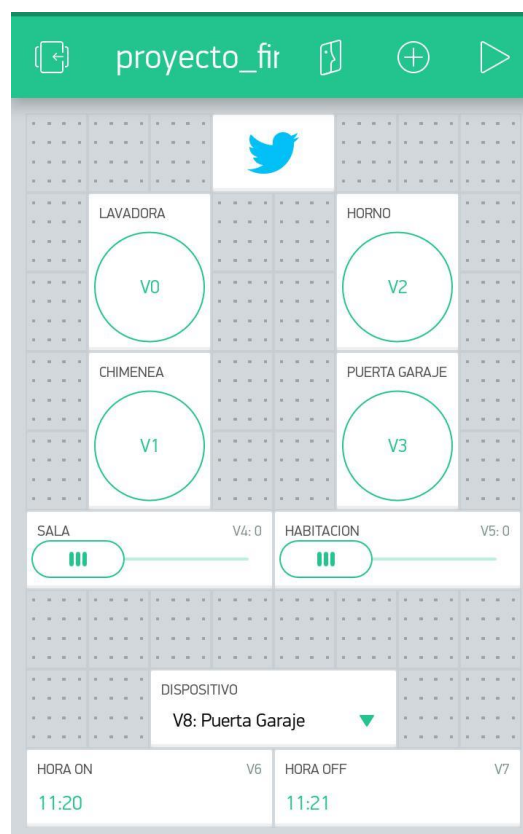 proyecto_fir
LAVADORA
V0
HORNO
V2
CHIMENEA
V1
PUERTA GARAJE
V3
SALA V4: 0
HABITACION V5: 0
DISPOSITIVO
V8: Puerta Garaje
HORA ON V6
11:20
HORA OFF V7
11:21